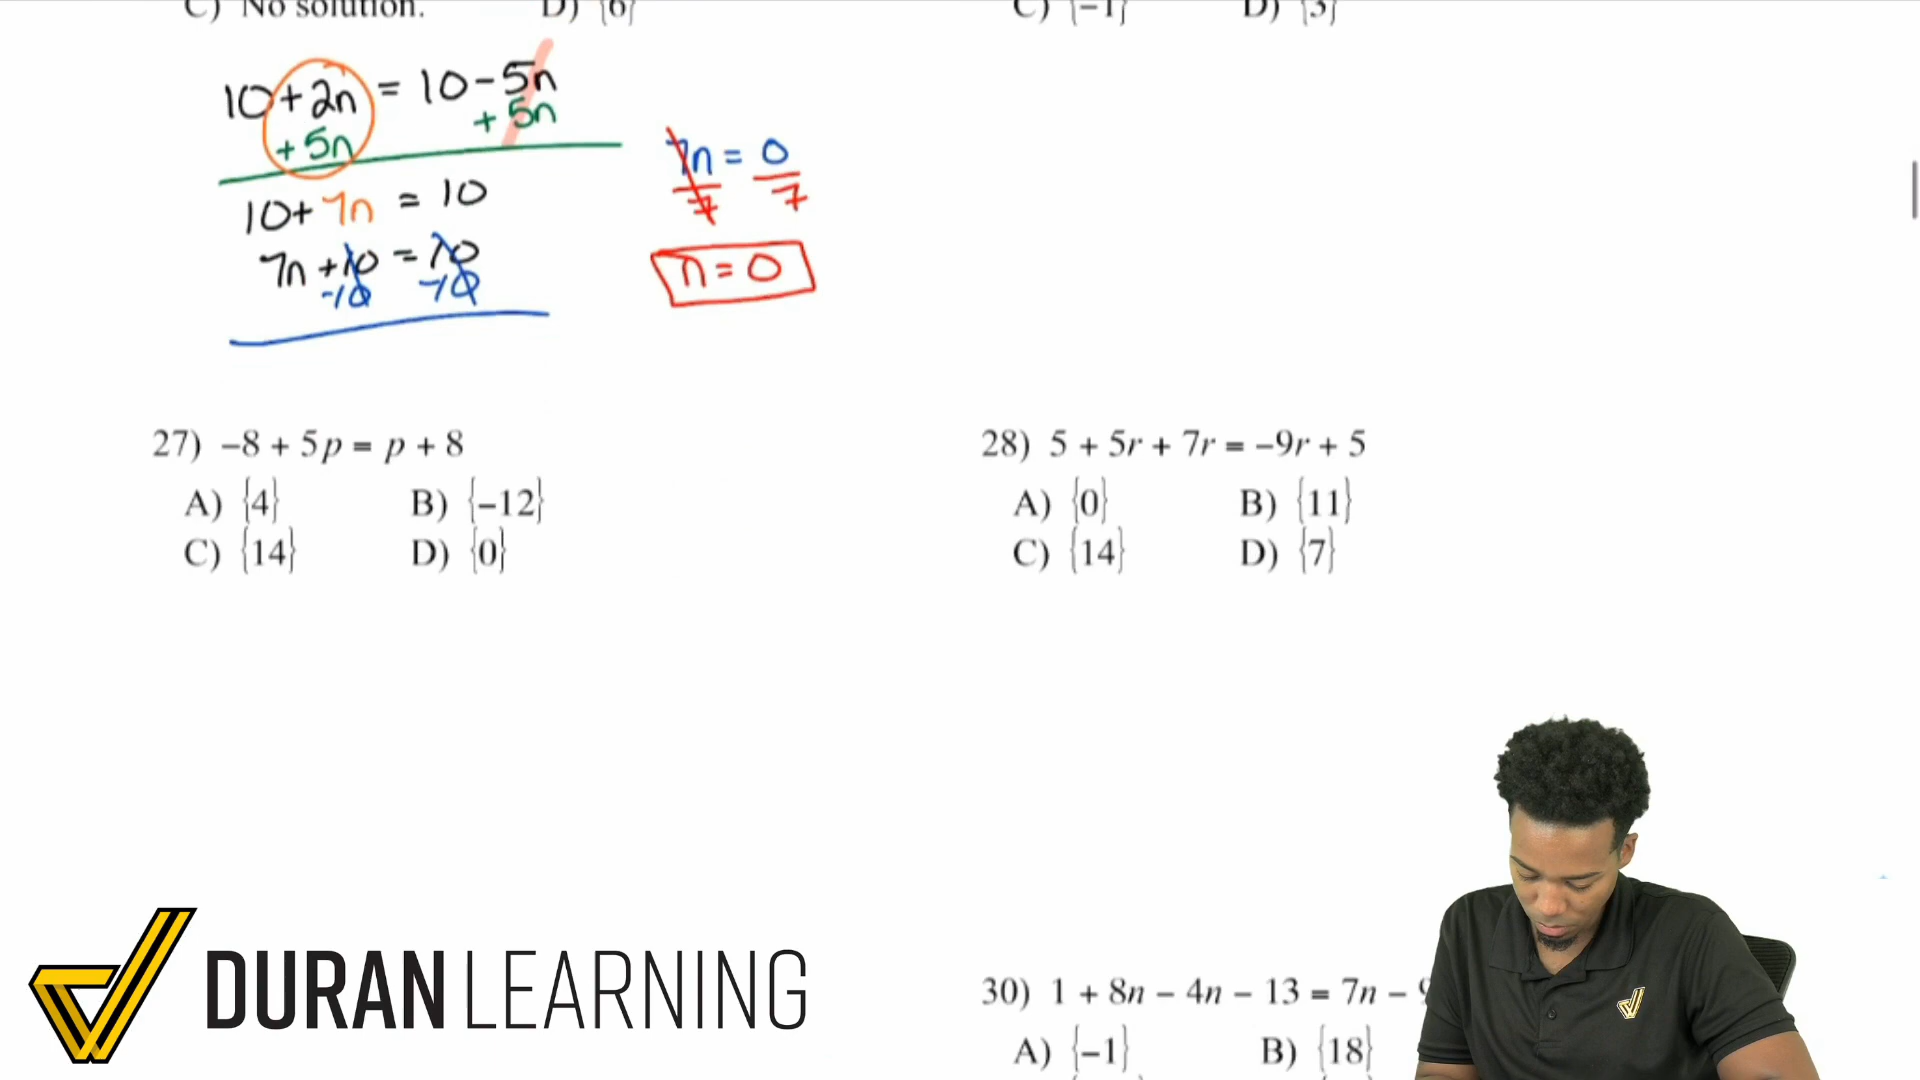 C) No solution. D) {6}
C) {-1} D) {3}
10 + 2n = 10 - 5n
+ 5n + 5n
10 + 7n = 10
7n + 10 = 10
-10 -10
7n = 0
7 7
n = 0
27) -8 + 5p = p + 8
A) {4} B) {-12}
C) {14} D) {0}
28) 5 + 5r + 7r = -9r + 5
A) {0} B) {11}
C) {14} D) {7}
30) 1 + 8n - 4n - 13 = 7n -
A) {-1} B) {18}
DURAN LEARNING